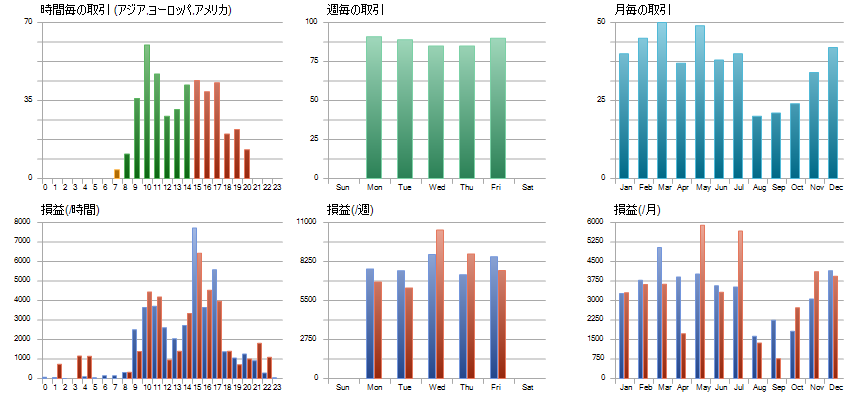 時間毎の取引 (アジア,ヨーロッパ,アメリカ)
70
35
0
0 1 2 3 4 5 6 7 8 9 10 11 12 13 14 15 16 17 18 19 20 21 22 23
週毎の取引
100
75
50
25
0
Sun Mon Tue Wed Thu Fri Sat
月毎の取引
50
25
0
Jan Feb Mar Apr May Jun Jul Aug Sep Oct Nov Dec
損益(/時間)
8000
7000
6000
5000
4000
3000
2000
1000
0
0 1 2 3 4 5 6 7 8 9 10 11 12 13 14 15 16 17 18 19 20 21 22 23
損益(/週)
11000
8250
5500
2750
0
Sun Mon Tue Wed Thu Fri Sat
損益(/月)
6000
5250
4500
3750
3000
2250
1500
750
0
Jan Feb Mar Apr May Jun Jul Aug Sep Oct Nov Dec